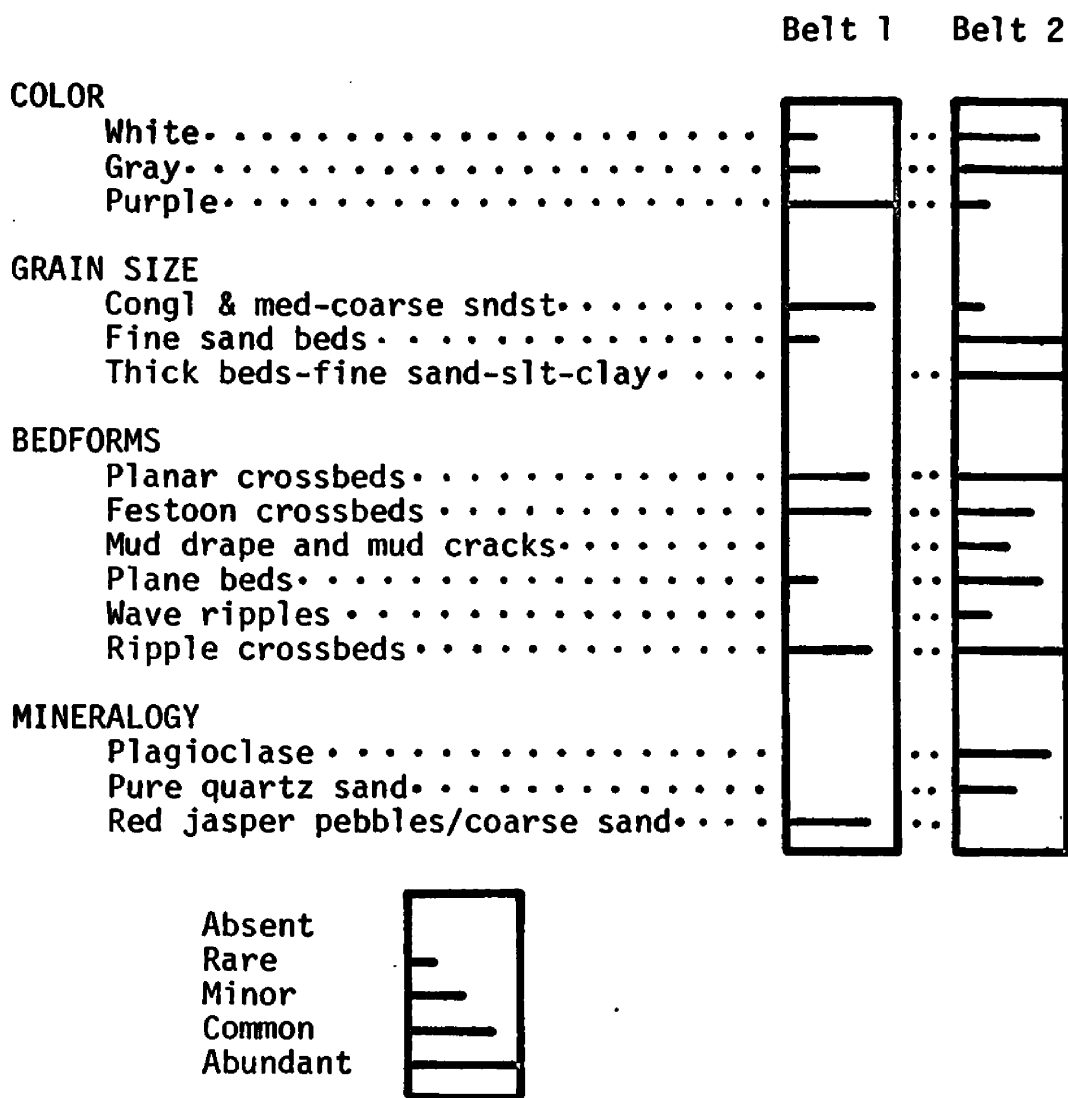 Belt 1 Belt 2
COLOR
White
Gray
Purple
GRAIN SIZE
Congl & med-coarse sndst
Fine sand beds
Thick beds-fine sand-slt-clay
BEDFORMS
Planar crossbeds
Festoon crossbeds
Mud drape and mud cracks
Plane beds
Wave ripples
Ripple crossbeds
MINERALOGY
Plagioclase
Pure quartz sand
Red jasper pebbles/coarse sand
Absent
Rare
Minor
Common
Abundant